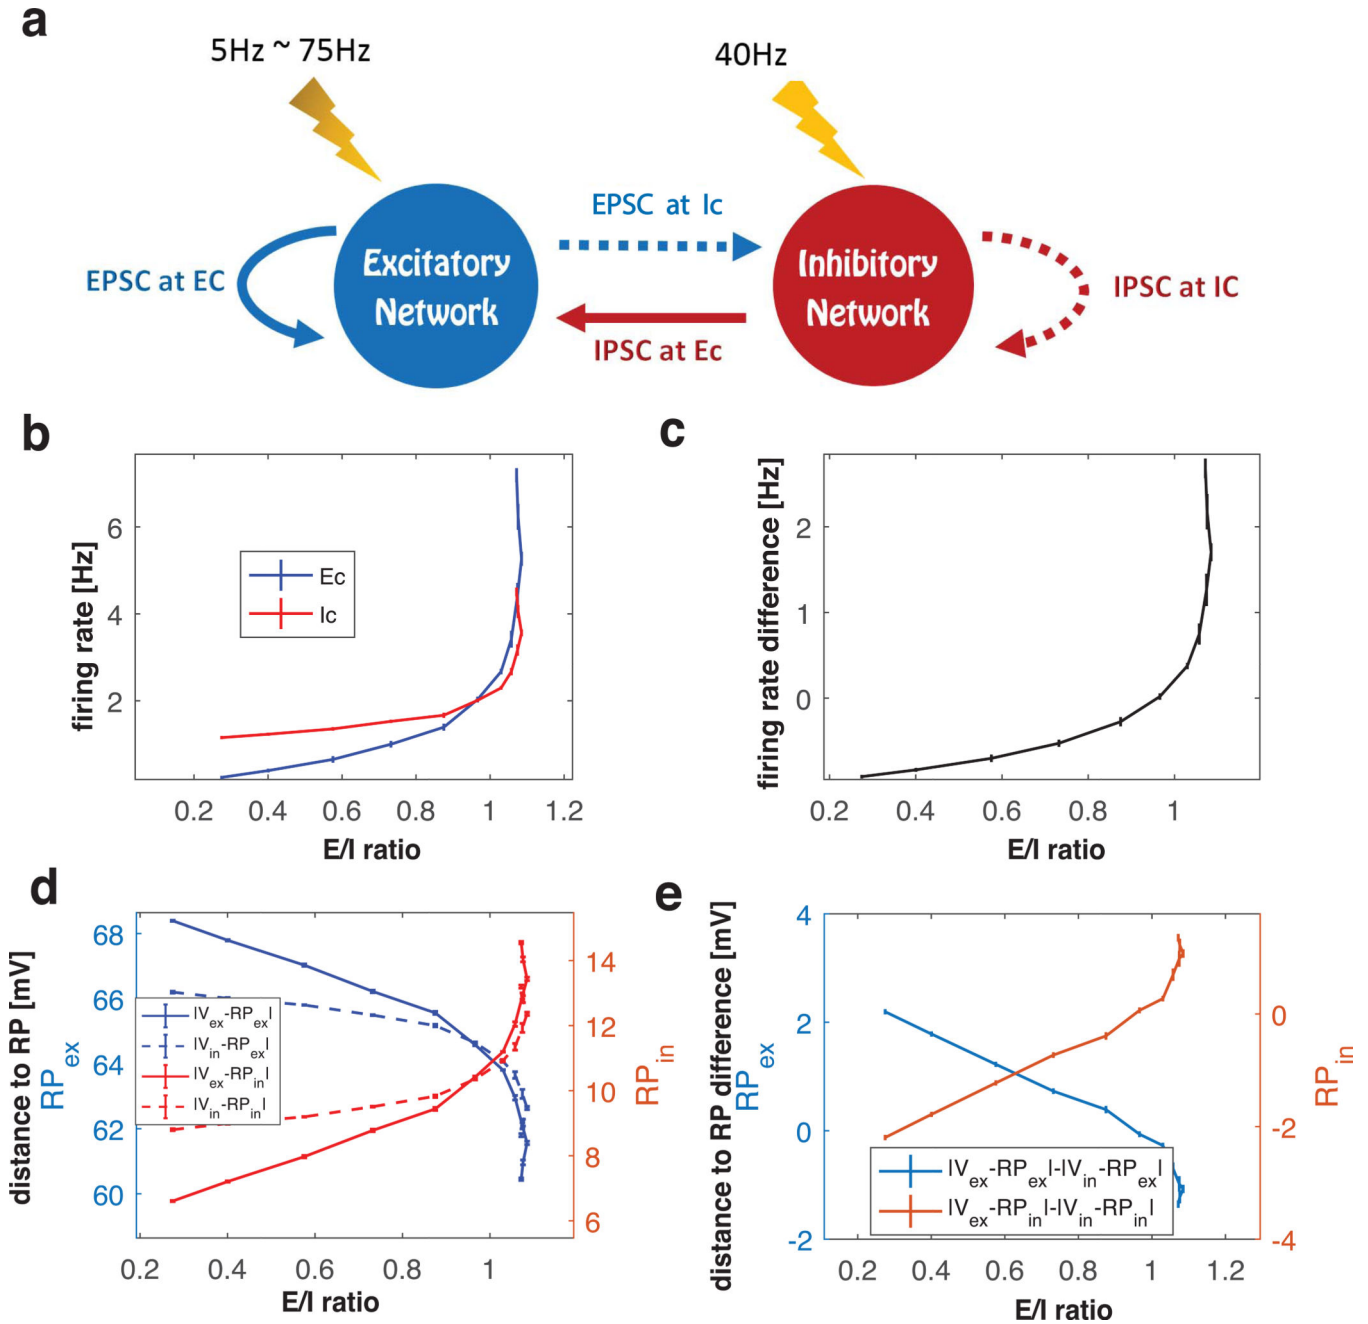 a
5Hz ~ 75Hz
40Hz
EPSC at Ic
Excitatory
Network
Inhibitory
Network
EPSC at EC
IPSC at IC
IPSC at Ec
b
firing rate [Hz]
6
4
2
Ec
Ic
0.2 0.4 0.6 0.8 1 1.2
E/I ratio
c
firing rate difference [Hz]
2
1
0
0.2 0.4 0.6 0.8 1
E/I ratio
d
distance to RP [mV]
RPex
68
66
64
62
60
|Vex-RPex|
|Vin-RPex|
|Vex-RPin|
|Vin-RPin|
14
12
10
8
6
RPin
0.2 0.4 0.6 0.8 1
E/I ratio
e
distance to RP difference [mV]
RPex
4
2
0
-2
|Vex-RPex|-|Vin-RPex|
|Vex-RPin|-|Vin-RPin|
0
-2
-4
RPin
0.2 0.4 0.6 0.8 1 1.2
E/I ratio